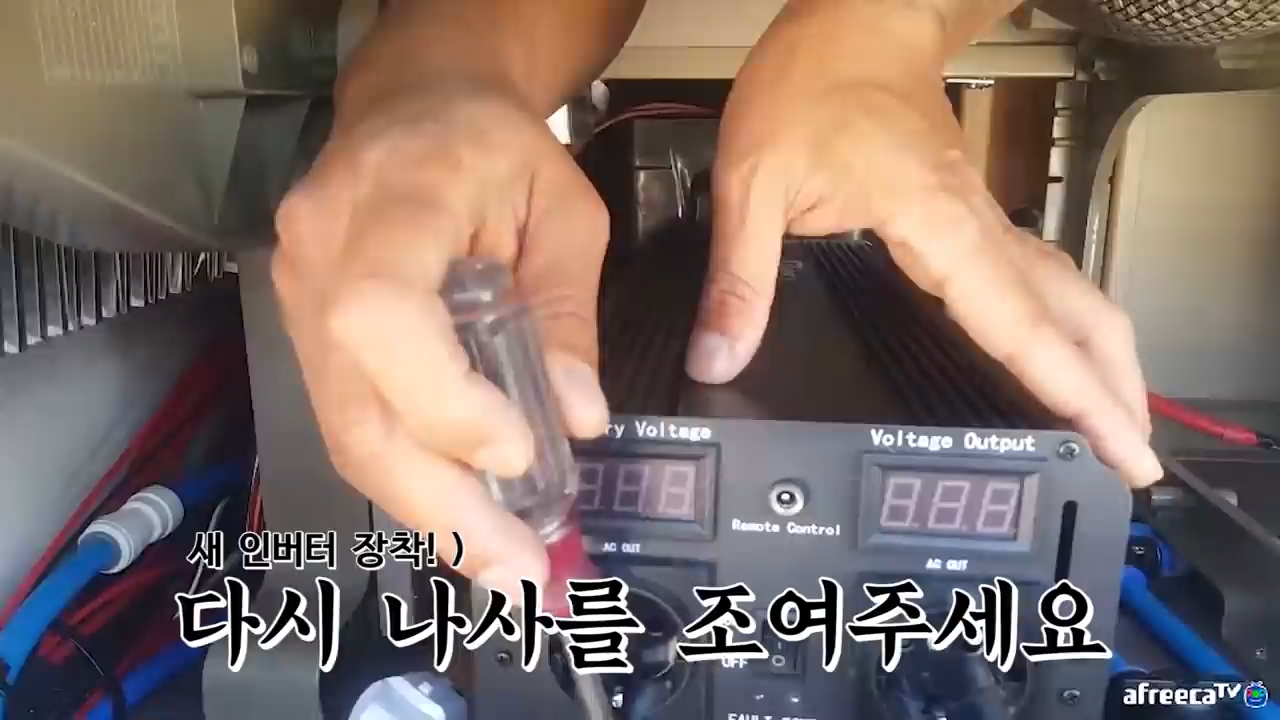 ry Voltage
Voltage Output
Remote Control
AC OUT
AC OUT
새 인버터 장착! )
다시 나사를 조여주세요
OFF
afreecaTV